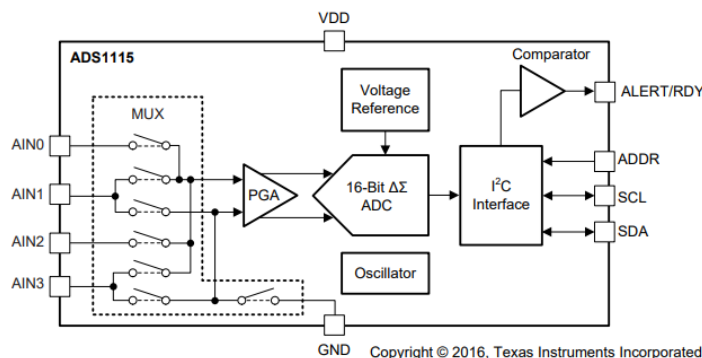 VDD
ADS1115
Comparator
Voltage
Reference
ALERT/RDY
MUX
AIN0
ADDR
AIN1
PGA
16-Bit ΔΣ
ADC
I²C
Interface
SCL
AIN2
SDA
Oscillator
AIN3
GND
Copyright © 2016, Texas Instruments Incorporated